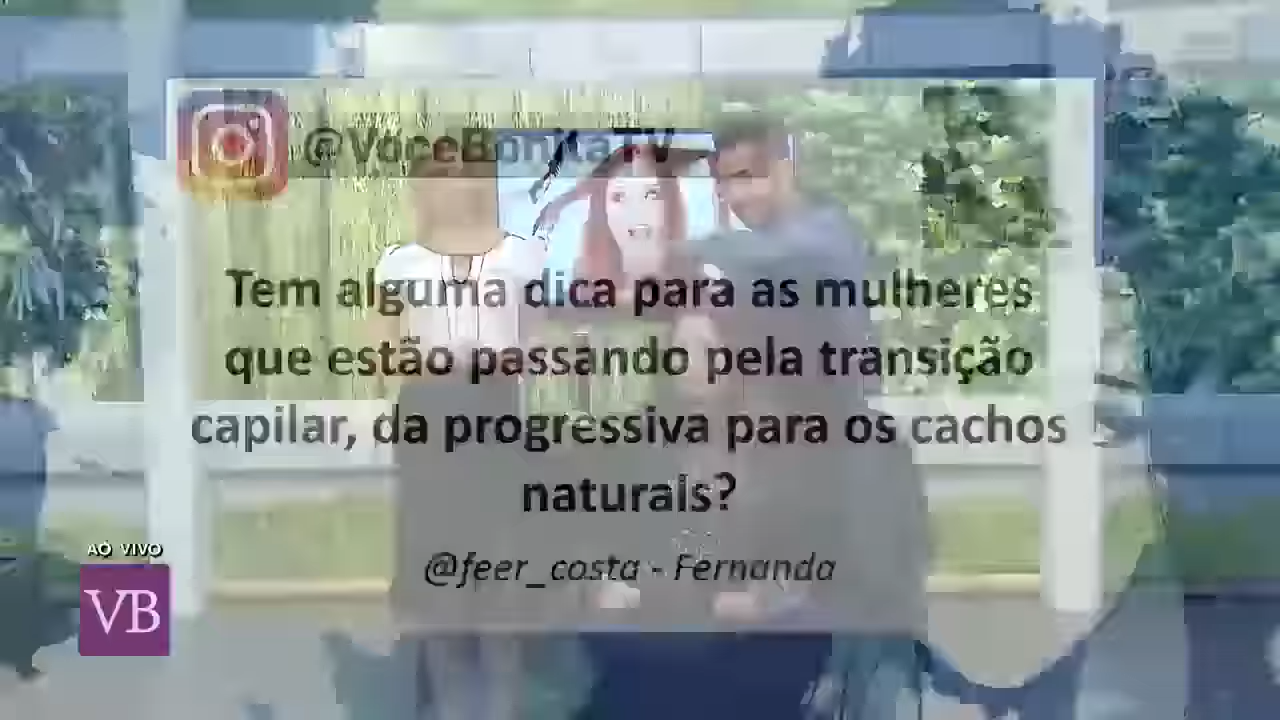 @VoceBonitaTV
Tem alguma dica para as mulheres
que estão passando pela transição
capilar, da progressiva para os cachos
naturais?
@feer_costa - Fernanda
AO VIVO
VB